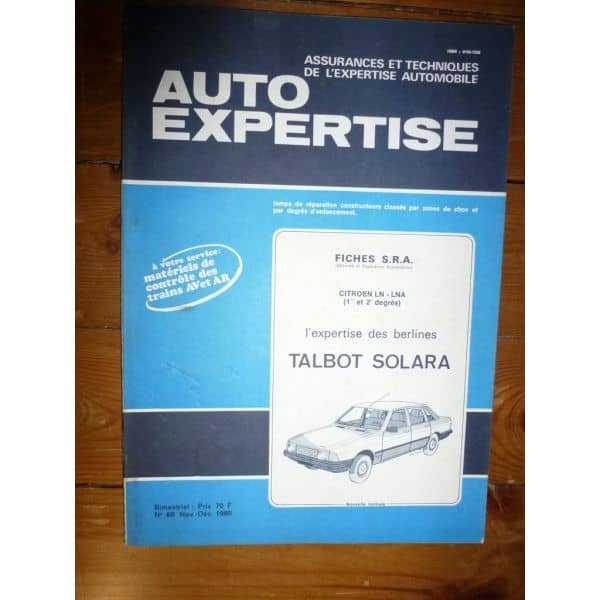 ASSURANCES ET TECHNIQUES
DE L'EXPERTISE AUTOMOBILE
AUTO
EXPERTISE
temps de réparation constructeurs classés par zones de choc et
par degrés d'enfoncement.
à votre service:
matériels de
contrôle des
trains AV et AR
FICHES S.R.A.
CITROEN LN - LNA
(1er et 2e degrés)
l'expertise des berlines
TALBOT SOLARA
Bimestriel : Prix 70 F
N° Nov.-Dec. 1980